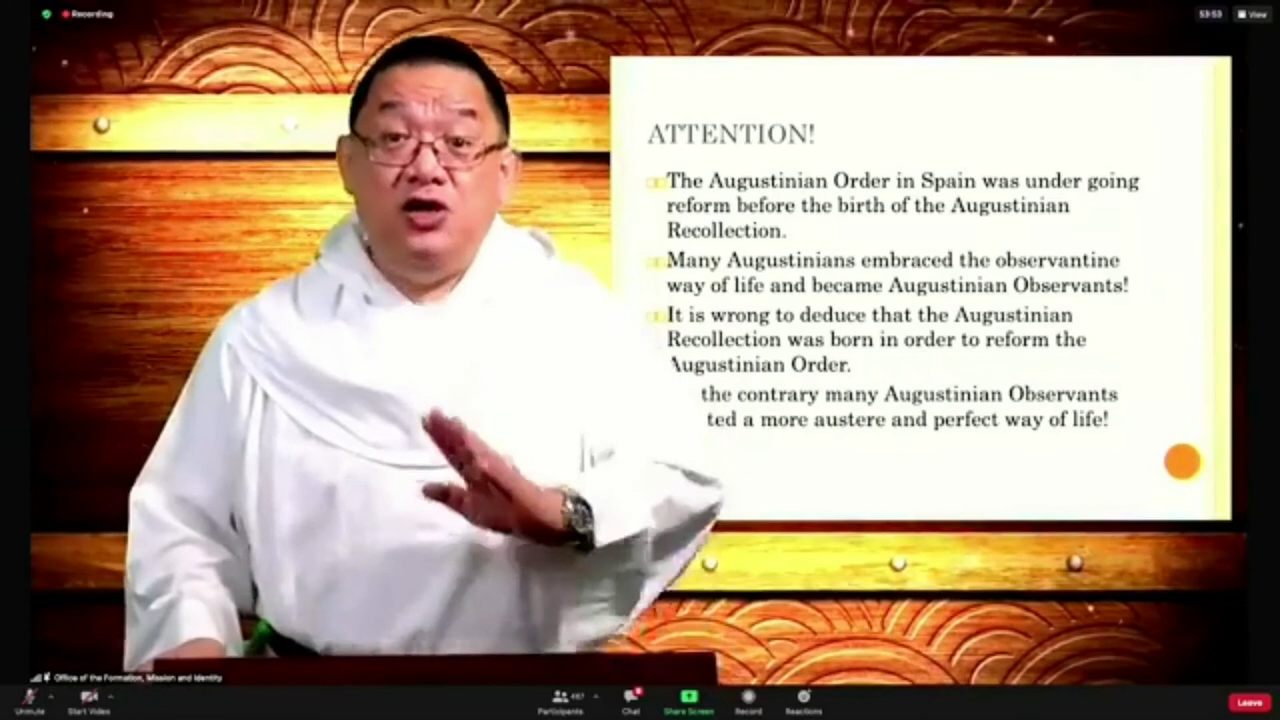 Recording
53:53
View
ATTENTION!
The Augustinian Order in Spain was under going
reform before the birth of the Augustinian
Recollection.
Many Augustinians embraced the observantine
way of life and became Augustinian Observants!
It is wrong to deduce that the Augustinian
Recollection was born in order to reform the
Augustinian Order.
the contrary many Augustinian Observants
ted a more austere and perfect way of life!
Office of the Formation, Mission and Identity
Unmute
Start Video
Participants
Chat
Share Screen
Record
Reactions
Leave